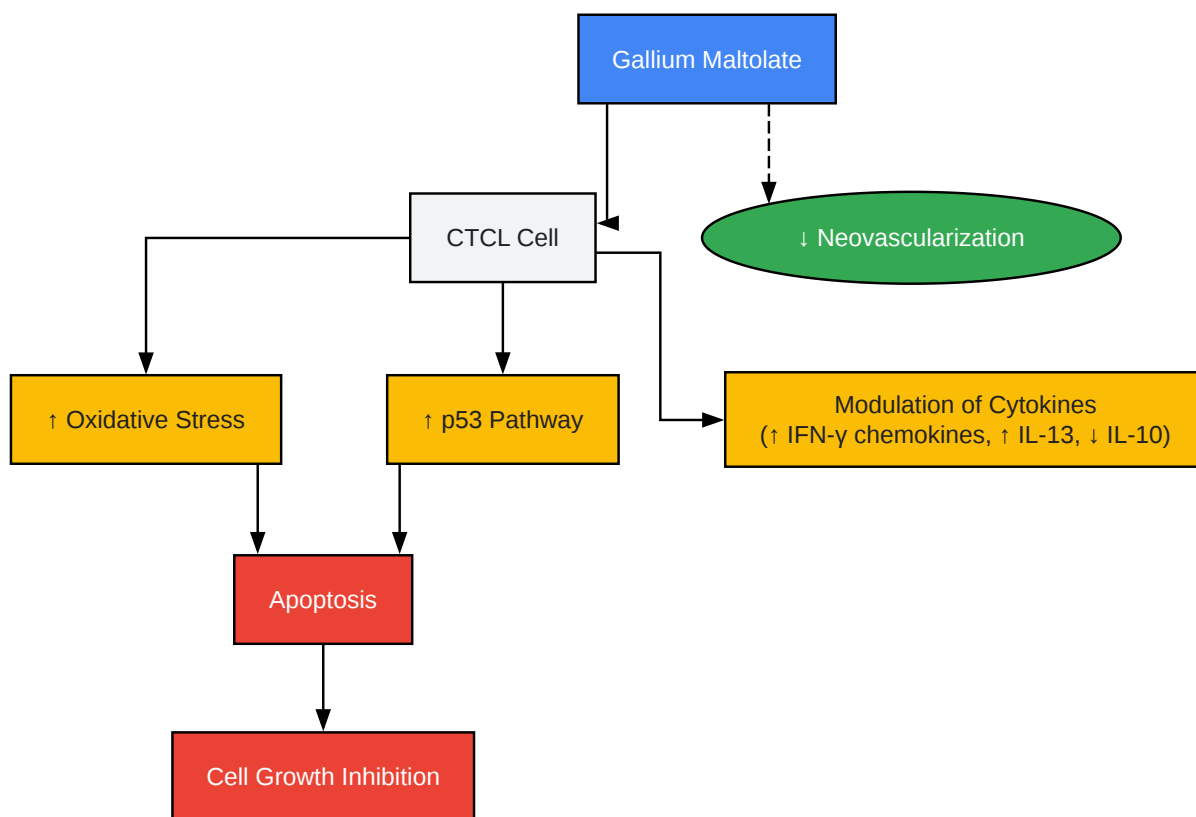 Gallium Maltolate
CTCL Cell
↓ Neovascularization
↑ Oxidative Stress
↑ p53 Pathway
Modulation of Cytokines
(↑ IFN-γ chemokines, ↑ IL-13, ↓ IL-10)
Apoptosis
Cell Growth Inhibition